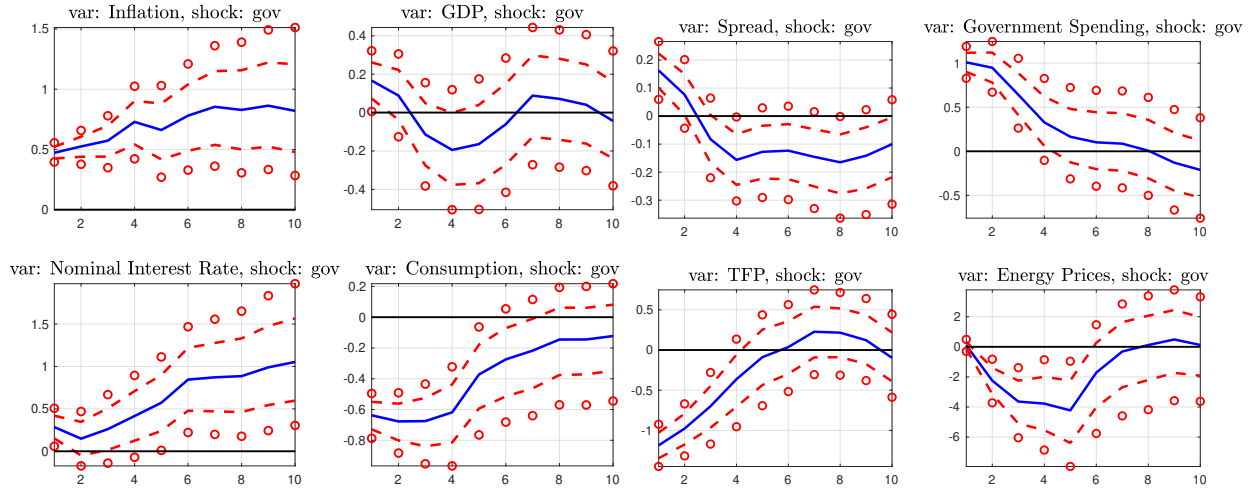 var: Inflation, shock: gov
1.5
1
0.5
0
2 4 6 8 10
var: GDP, shock: gov
0.4
0.2
0
-0.2
-0.4
2 4 6 8 10
var: Spread, shock: gov
0.2
0.1
0
-0.1
-0.2
-0.3
2 4 6 8 10
var: Government Spending, shock: gov
1
0.5
0
-0.5
2 4 6 8 10
var: Nominal Interest Rate, shock: gov
1.5
1
0.5
0
2 4 6 8 10
var: Consumption, shock: gov
0.2
0
-0.2
-0.4
-0.6
-0.8
2 4 6 8 10
var: TFP, shock: gov
0.5
0
-0.5
-1
2 4 6 8 10
var: Energy Prices, shock: gov
2
0
-2
-4
-6
2 4 6 8 10